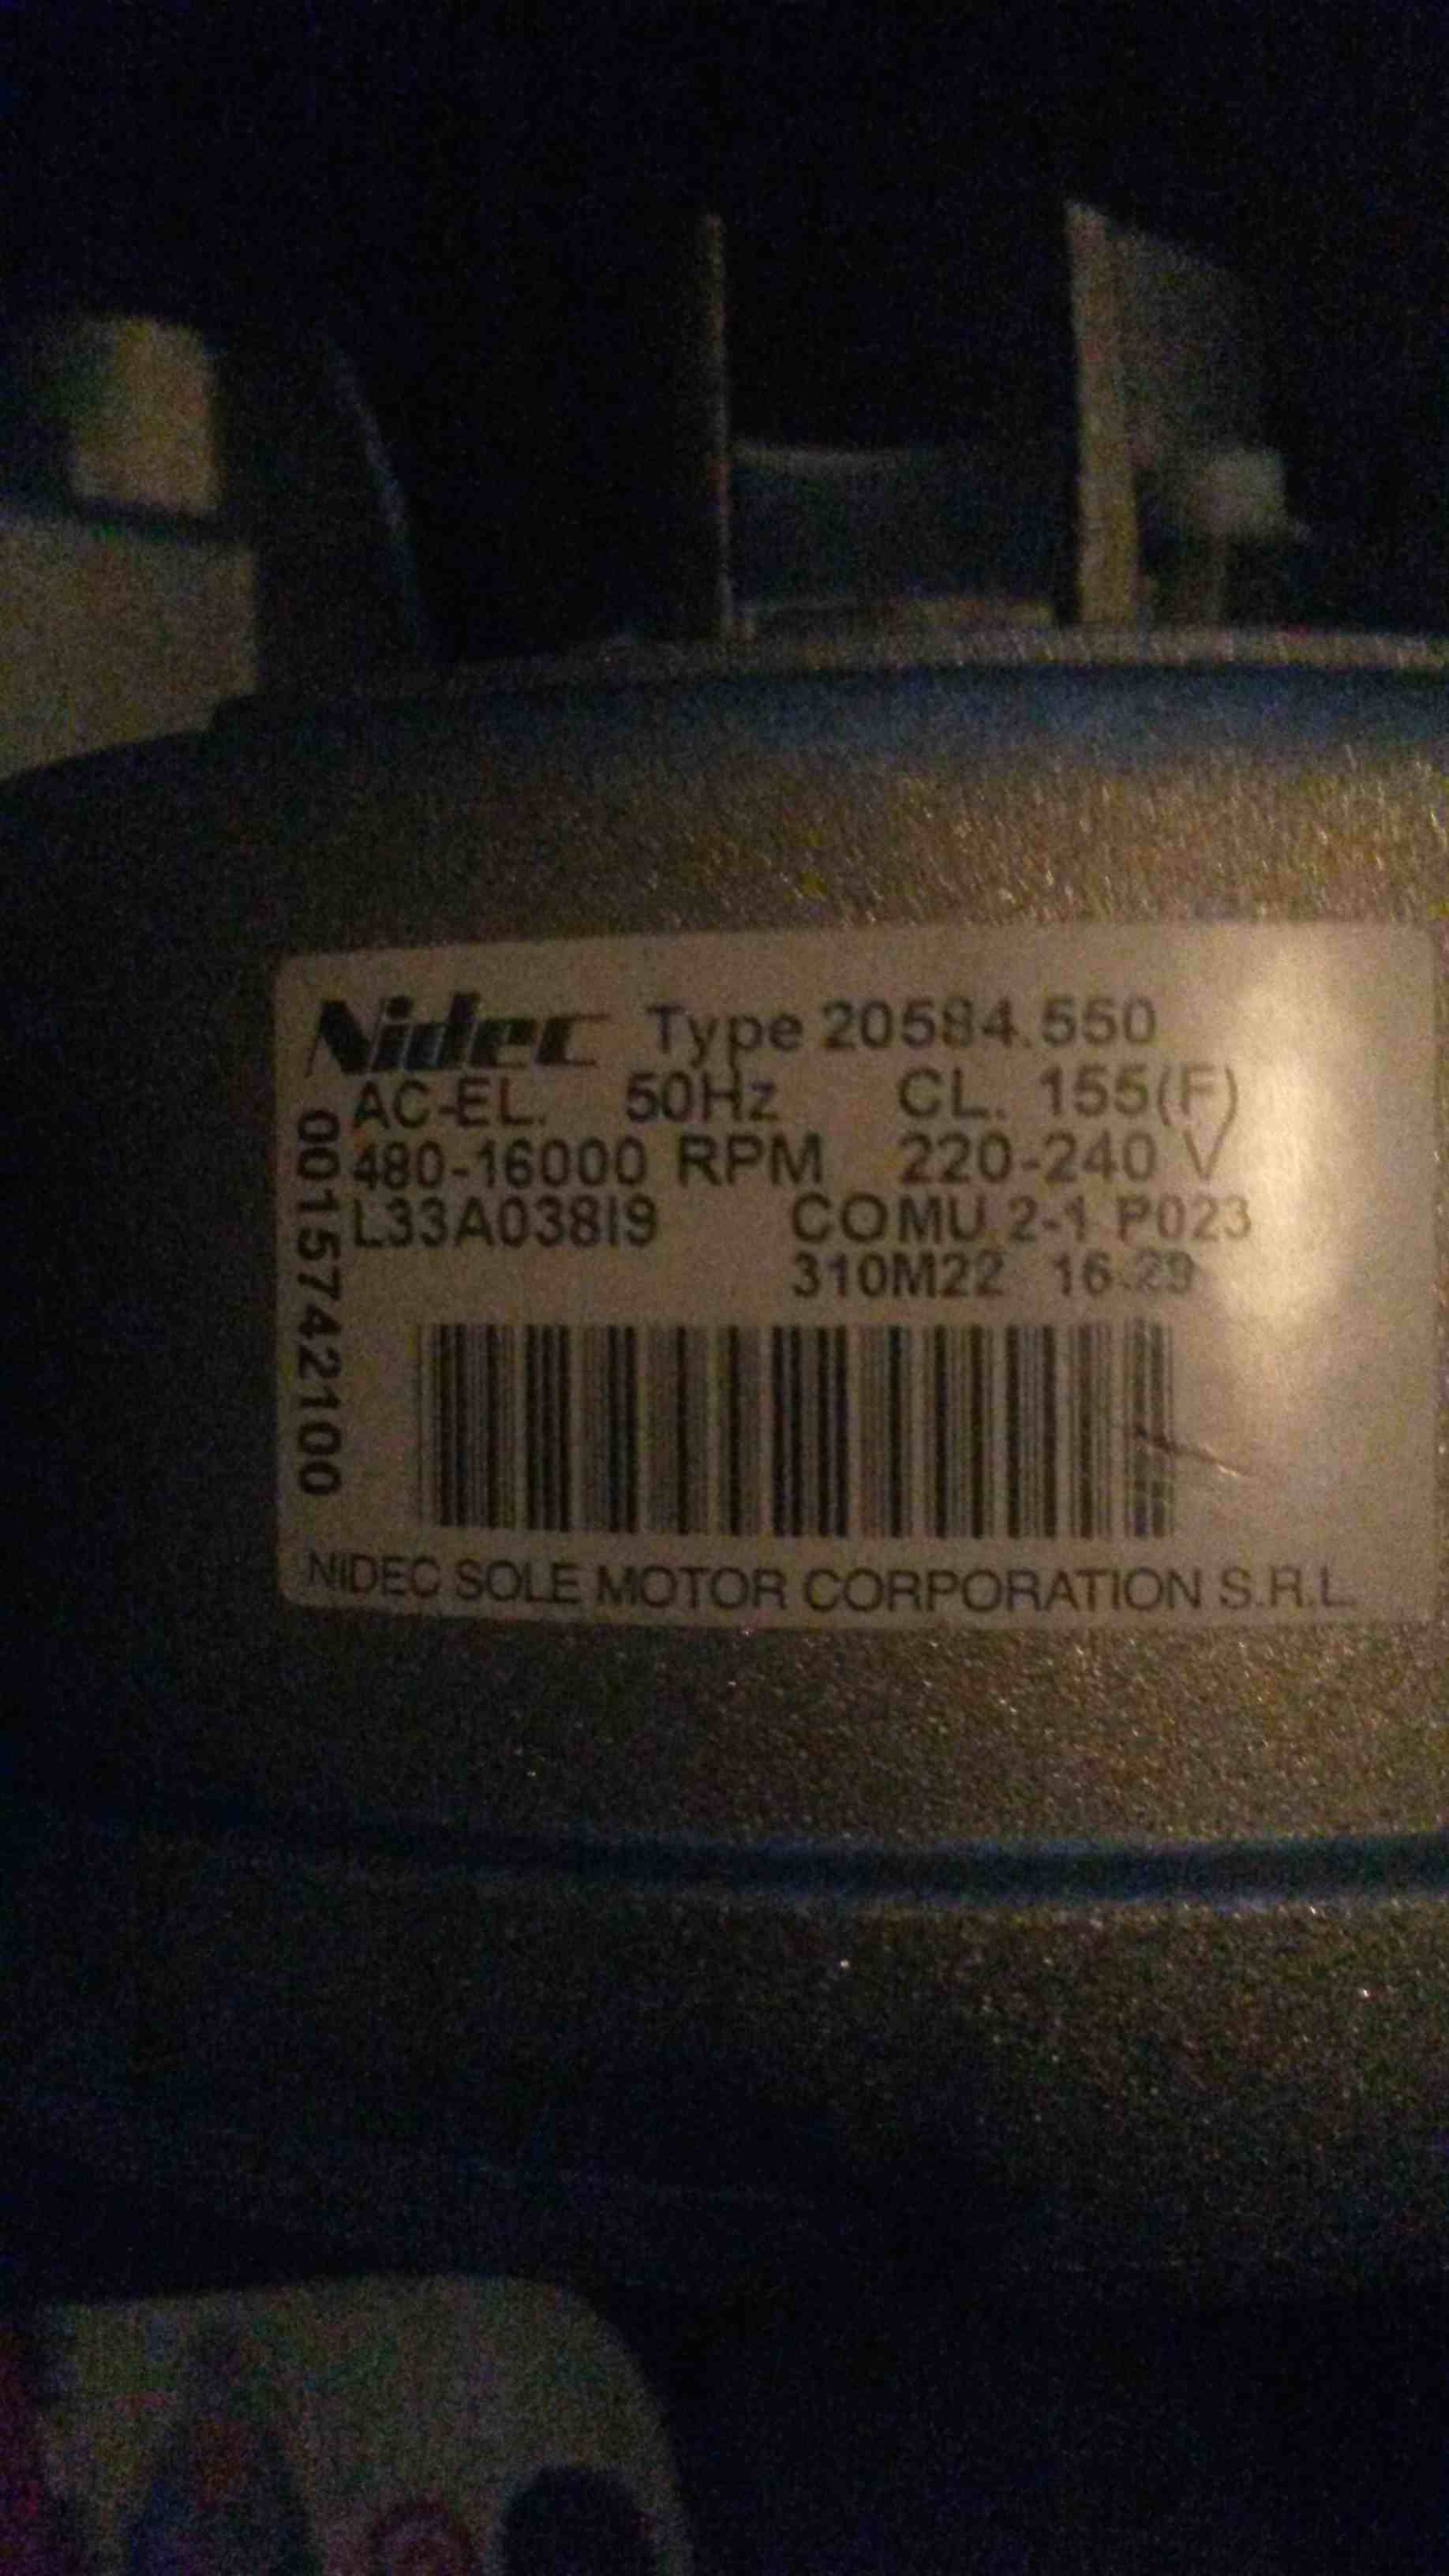 Nidec Type 20584.550
AC-EL. 50Hz CL. 155(F)
480-16000 RPM 220-240 V
L33A038I9 COMU 2-1 P023
310M22 16.29
0015742100
NIDEC SOLE MOTOR CORPORATION S.R.L